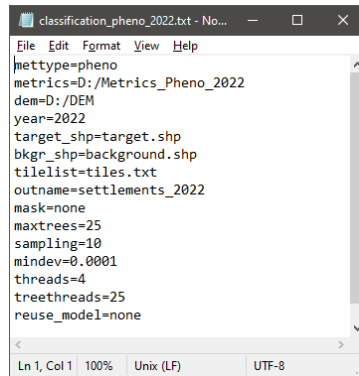 classification_pheno_2022.txt - No...
File Edit Format View Help
mettype=pheno
metrics=D:/Metrics_Pheno_2022
dem=D:/DEM
year=2022
target_shp=target.shp
bkgr_shp=background.shp
tilelist=tiles.txt
outname=settlements_2022
mask=none
maxtrees=25
sampling=10
mindev=0.0001
threads=4
treethreads=25
reuse_model=none
Ln 1, Col 1 100% Unix (LF) UTF-8